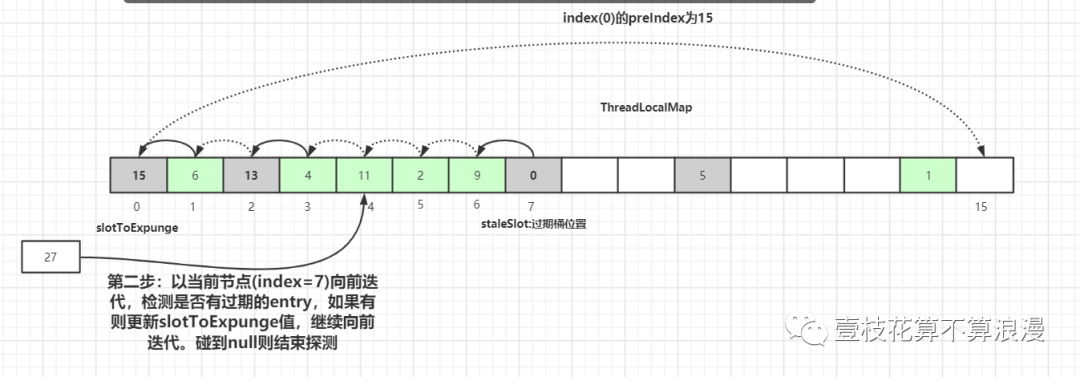 index(0)的preIndex为15
ThreadLocalMap
15 6 13 4 11 2 9 0 5 1
0 1 2 3 4 5 6 7 15
slotToExpunge
staleSlot:过期桶位置
27
第二步：以当前节点(index=7)向前迭
代，检测是否有过期的entry，如果有
则更新slotToExpunge值，继续向前
迭代。碰到null则结束探测
壹枝花算不算浪漫